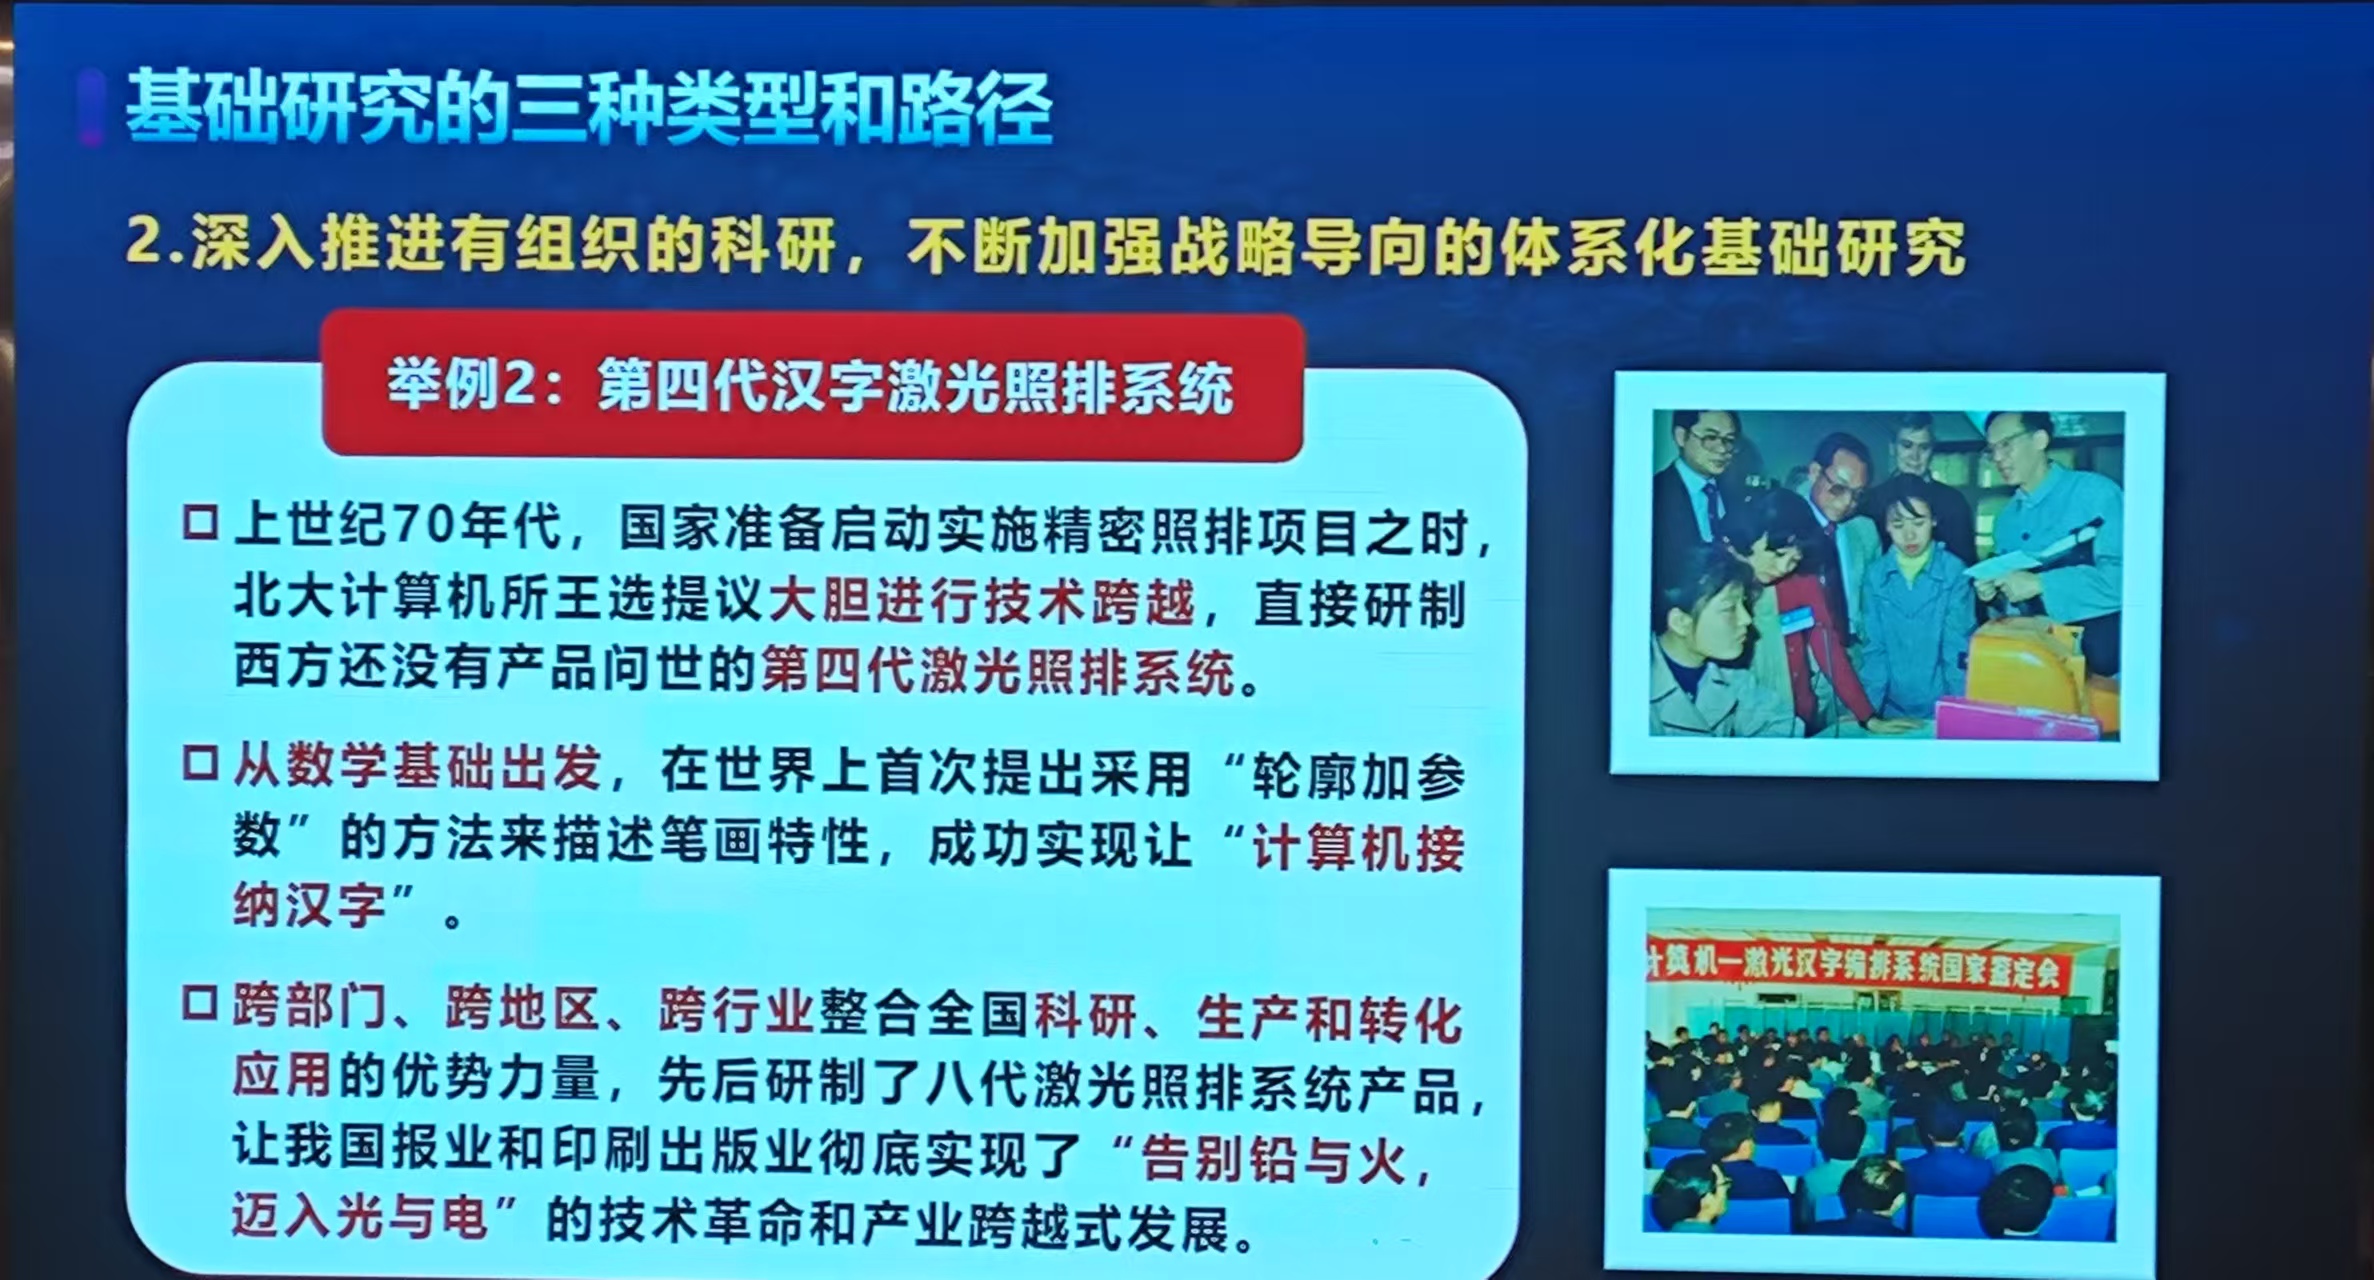 基础研究的三种类型和路径
2.深入推进有组织的科研，不断加强战略导向的体系化基础研究
举例2：第四代汉字激光照排系统
上世纪70年代，国家准备启动实施精密照排项目之时，
北大计算机所王选提议大胆进行技术跨越，直接研制
西方还没有产品问世的第四代激光照排系统。
从数学基础出发，在世界上首次提出采用“轮廓加参
数”的方法来描述笔画特性，成功实现让“计算机接
纳汉字”。
跨部门、跨地区、跨行业整合全国科研、生产和转化
应用的优势力量，先后研制了八代激光照排系统产品，
让我国报业和印刷出版业彻底实现了“告别铅与火，
迈入光与电”的技术革命和产业跨越式发展。
计算机—激光汉字编排系统国家鉴定会